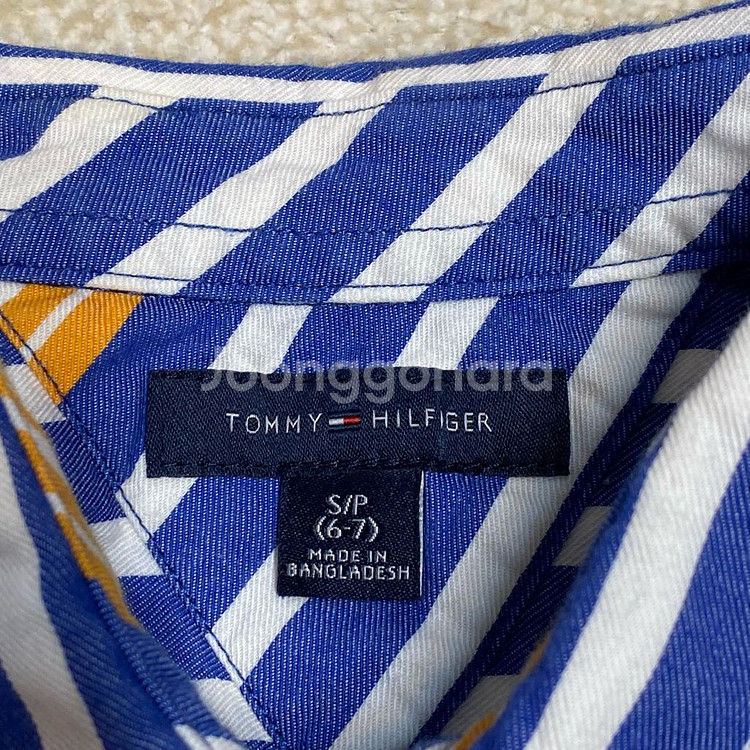 Joonggonara
TOMMY HILFIGER
S/P
(6-7)
MADE IN
BANGLADESH